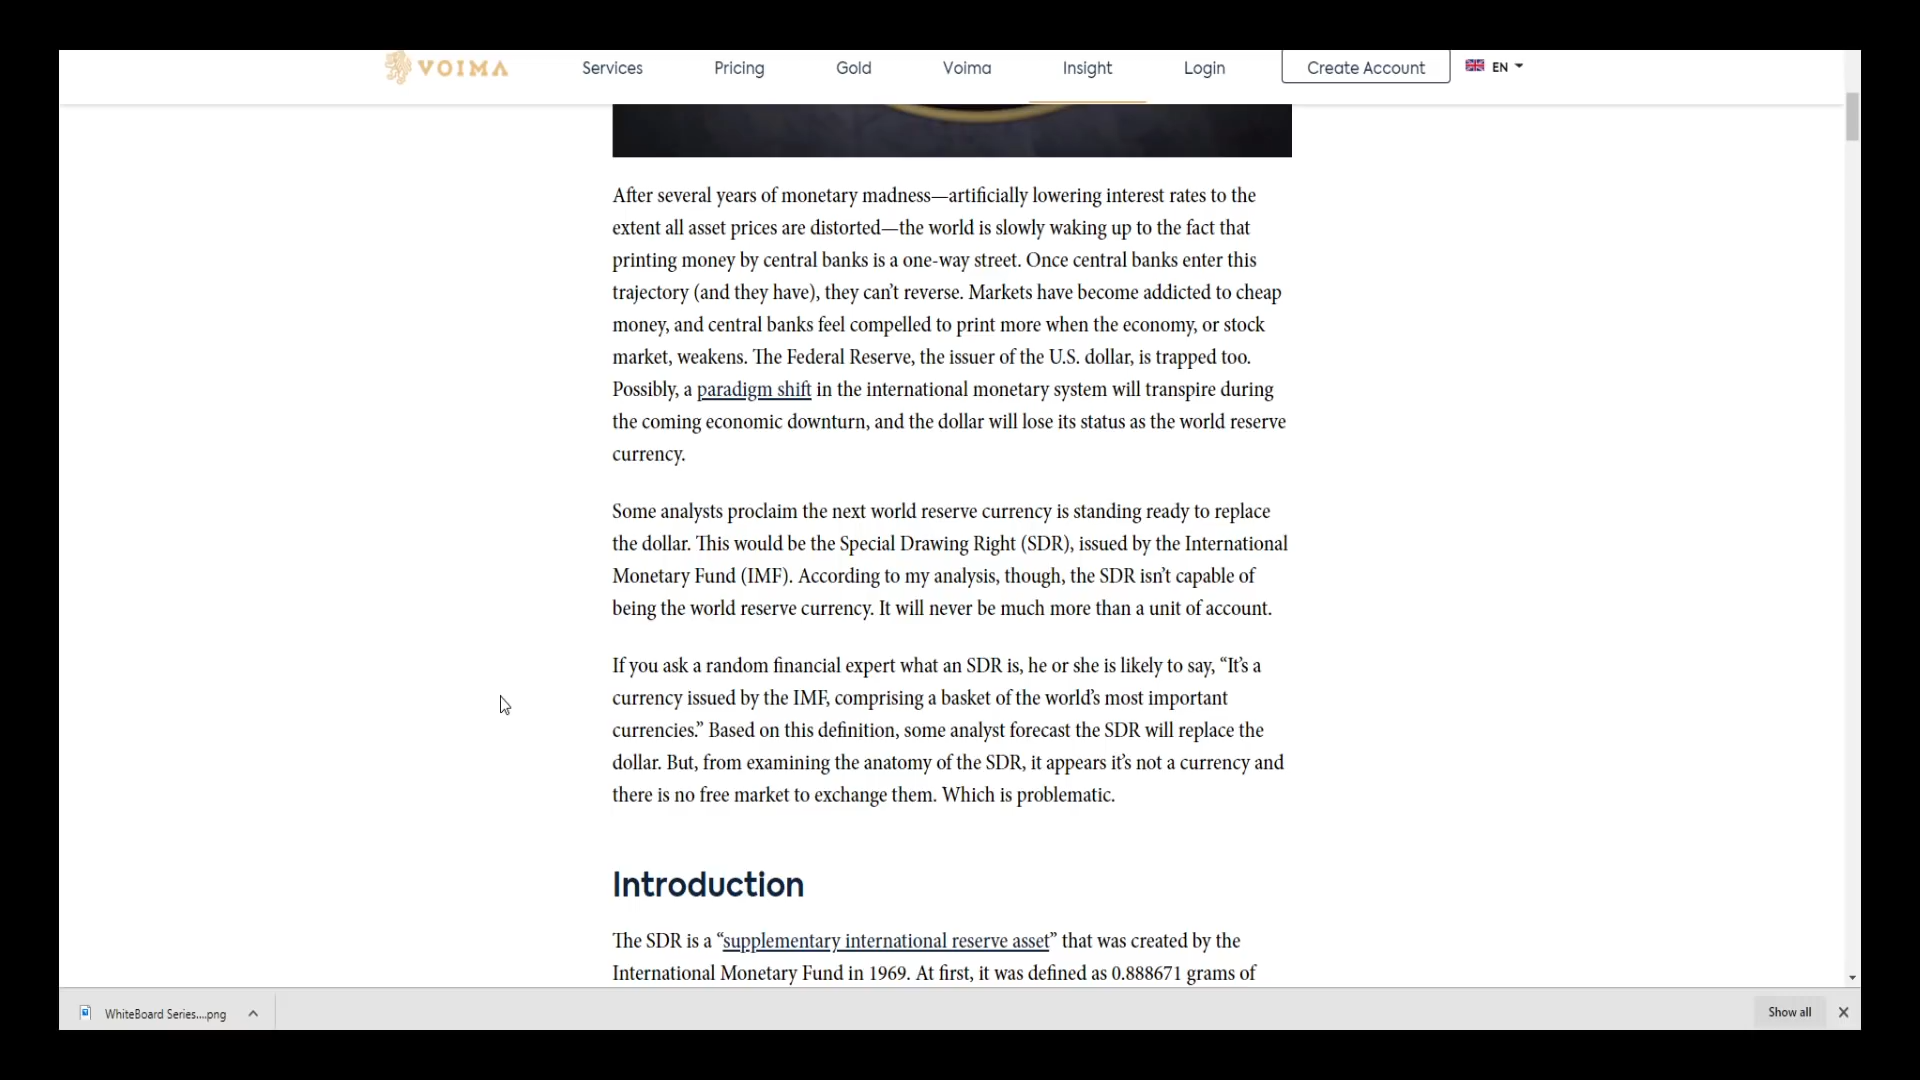 VOIMA
Services
Pricing
Gold
Voima
Insight
Login
Create Account
EN
After several years of monetary madness—artificially lowering interest rates to the
extent all asset prices are distorted—the world is slowly waking up to the fact that
printing money by central banks is a one-way street. Once central banks enter this
trajectory (and they have), they can’t reverse. Markets have become addicted to cheap
money, and central banks feel compelled to print more when the economy, or stock
market, weakens. The Federal Reserve, the issuer of the U.S. dollar, is trapped too.
Possibly, a paradigm shift in the international monetary system will transpire during
the coming economic downturn, and the dollar will lose its status as the world reserve
currency.
Some analysts proclaim the next world reserve currency is standing ready to replace
the dollar. This would be the Special Drawing Right (SDR), issued by the International
Monetary Fund (IMF). According to my analysis, though, the SDR isn’t capable of
being the world reserve currency. It will never be much more than a unit of account.
If you ask a random financial expert what an SDR is, he or she is likely to say, “It’s a
currency issued by the IMF, comprising a basket of the world’s most important
currencies.” Based on this definition, some analyst forecast the SDR will replace the
dollar. But, from examining the anatomy of the SDR, it appears it’s not a currency and
there is no free market to exchange them. Which is problematic.
Introduction
The SDR is a “supplementary international reserve asset” that was created by the
International Monetary Fund in 1969. At first, it was defined as 0.888671 grams of
WhiteBoard Series....png
Show all